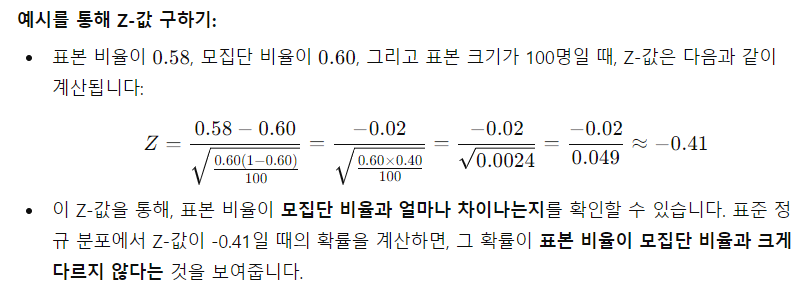 예시를 통해 Z-값 구하기:
• 표본 비율이 0.58, 모집단 비율이 0.60, 그리고 표본 크기가 100명일 때, Z-값은 다음과 같이
계산됩니다:
Z = \frac{0.58 − 0.60}{\sqrt{\frac{0.60(1−0.60)}{100}}} = \frac{−0.02}{\sqrt{\frac{0.60×0.40}{100}}} = \frac{−0.02}{\sqrt{0.0024}} = \frac{−0.02}{0.049} ≈ −0.41
• 이 Z-값을 통해, 표본 비율이 모집단 비율과 얼마나 차이나는지를 확인할 수 있습니다. 표준 정
규 분포에서 Z-값이 -0.41일 때의 확률을 계산하면, 그 확률이 표본 비율이 모집단 비율과 크게
다르지 않다는 것을 보여줍니다.